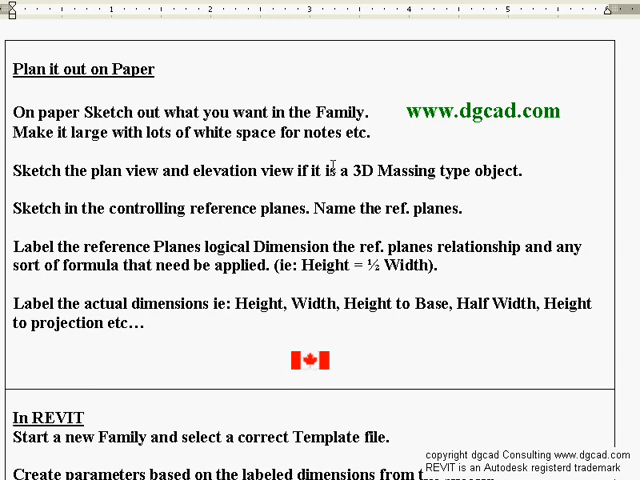 1 2 3 4 5 6
Plan it out on Paper
On paper Sketch out what you want in the Family. www.dgcad.com
Make it large with lots of white space for notes etc.
Sketch the plan view and elevation view if it is a 3D Massing type object.
Sketch in the controlling reference planes. Name the ref. planes.
Label the reference Planes logical Dimension the ref. planes relationship and any
sort of formula that need be applied. (ie: Height = ½ Width).
Label the actual dimensions ie: Height, Width, Height to Base, Half Width, Height
to projection etc…
In REVIT
Start a new Family and select a correct Template file.
Create parameters based on the labeled dimensions from
copyright dgcad Consulting www.dgcad.com
REVIT is an Autodesk registerd trademark